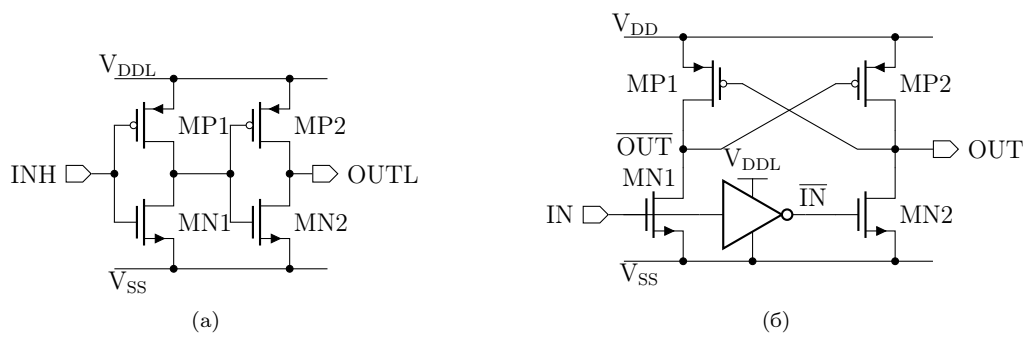 V_DDL
MP1
MP2
INH
OUTL
MN1
MN2
V_SS
(а)
V_DD
MP1
MP2
OUT
OUT
V_DDL
MN1
IN
IN
MN2
V_SS
(б)